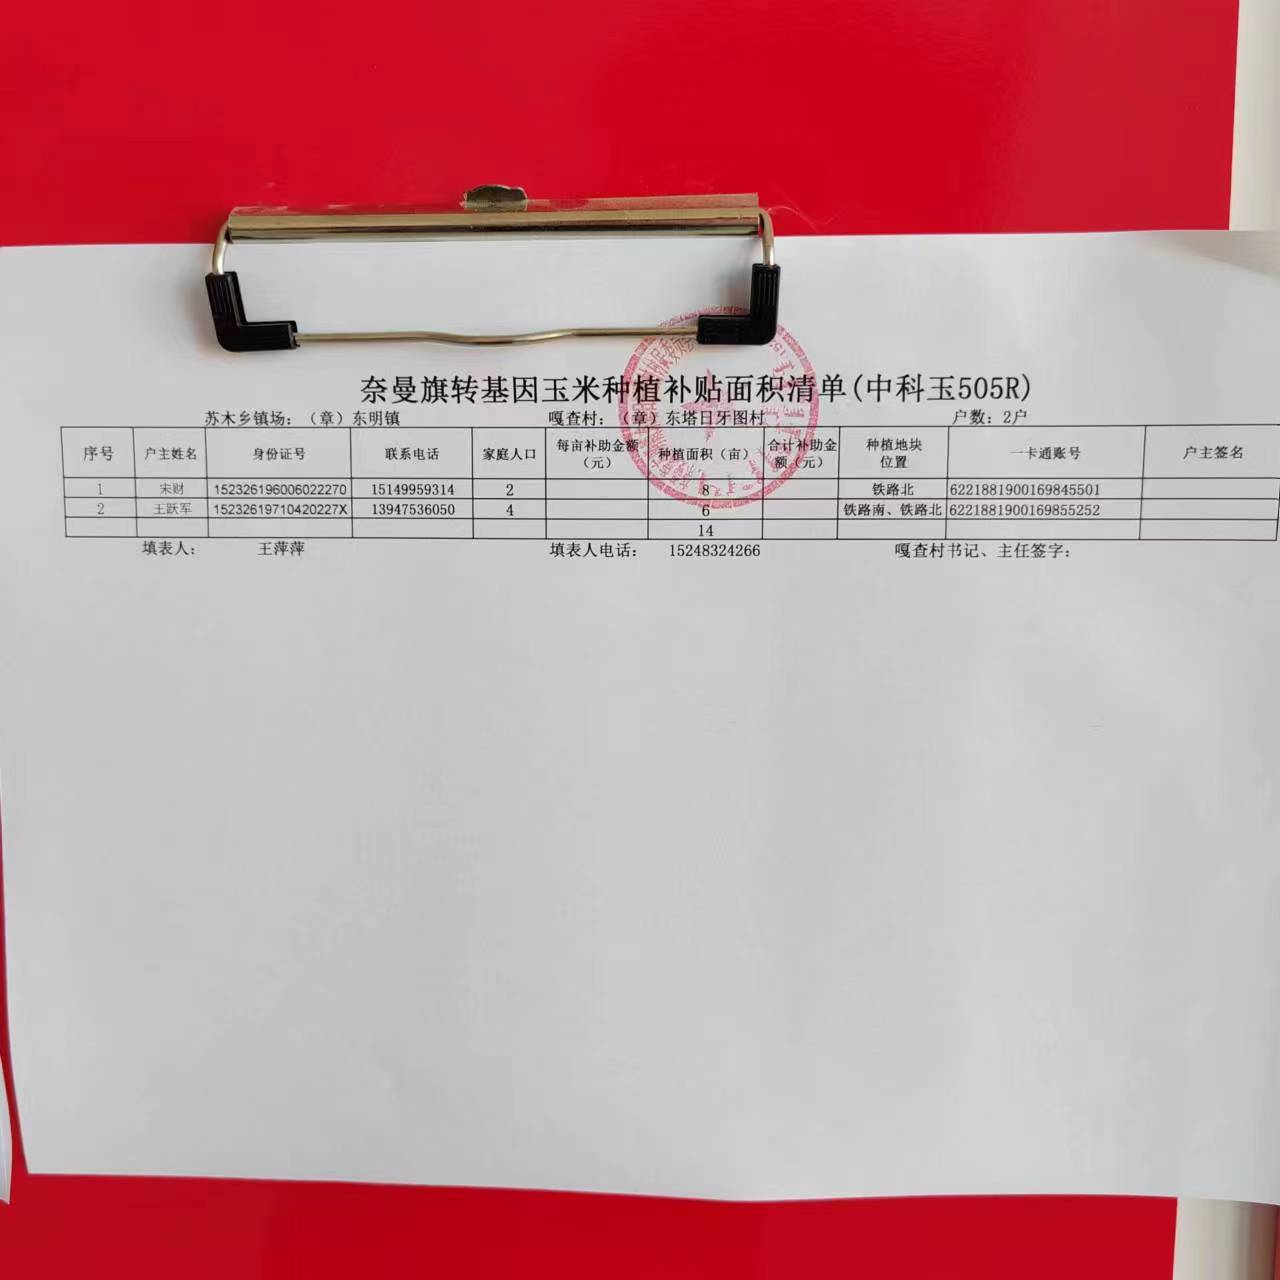 奈曼旗转基因玉米种植补贴面积清单(中科玉505R)
苏木乡镇场：（章）东明镇 嘎查村：（章）东塔日牙图村 户数：2户
序号 户主姓名 身份证号 联系电话 家庭人口 每亩补助金额（元） 种植面积（亩） 合计补助金额（元） 种植地块位置 一卡通账号 户主签名
1 宋财 152326196006022270 15149959314 2 8 铁路北 6221881900169845501
2 王跃军 15232619710420227X 13947536050 4 6 铁路南、铁路北 6221881900169855252
14
填表人： 王萍萍 填表人电话： 15248324266 嘎查村书记、主任签字：